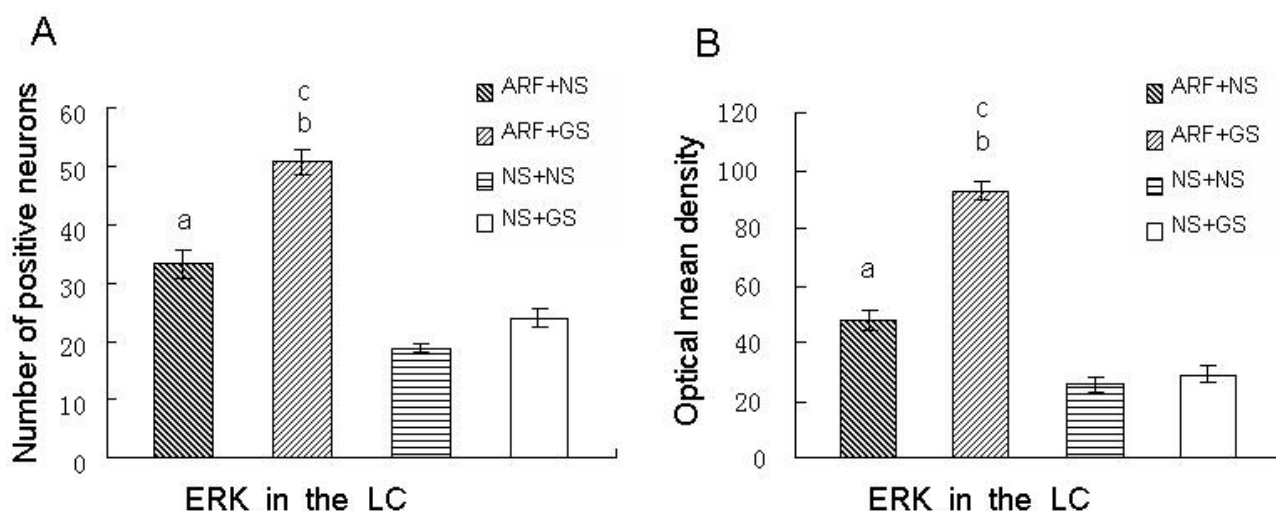 A
Number of positive neurons
60
50
40
30
20
10
0
a
c
b
ARF+NS
ARF+GS
NS+NS
NS+GS
ERK in the LC
B
Optical mean density
120
100
80
60
40
20
0
a
c
b
ARF+NS
ARF+GS
NS+NS
NS+GS
ERK in the LC